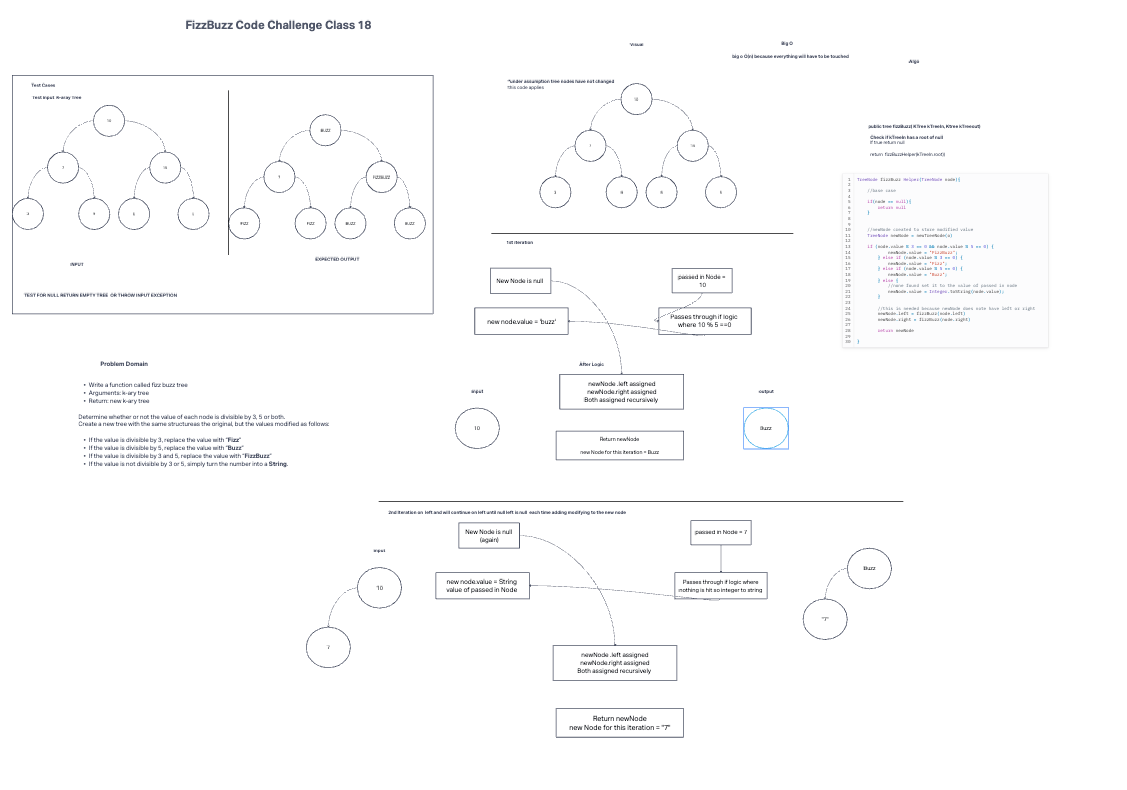 FizzBuzz Code Challenge Class 18
Test Cases
Test Input: K-aray Tree
7
3
INPUT
BUZZ
7
FIZZBUZZ
FIZZ
FIZZ
BUZZ
BUZZ
EXPECTED OUTPUT
TEST FOR NULL RETURN EMPTY TREE OR THROW INPUT EXCEPTION
Problem Domain
• Write a function called fizz buzz tree
• Arguments: k-ary tree
• Return: new k-ary tree
Determine whether or not the value of each node is divisible by 3, 5 or both.
Create a new tree with the same structureas the original, but the values modified as follows:
• If the value is divisible by 3, replace the value with "Fizz"
• If the value is divisible by 5, replace the value with "Buzz"
• If the value is divisible by 3 and 5, replace the value with "FizzBuzz"
• If the value is not divisible by 3 or 5, simply turn the number into a String.
Visual
*under assumption tree nodes have not changed
this code applies
10
3
1st iteration
New Node is null
passed in Node =
10
new node.value = 'buzz'
Passes through if logic
where 10 % 5 ==0
After Logic
newNode .left assigned
newNode.right assigned
Both assigned recursively
input
10
output
Buzz
Return newNode
new Node for this iteration = Buzz
2nd Iteration on left and will continue on left until null left is null each time adding modifying to the new node
New Node is null
(again)
passed in Node = 7
input
10
7
new node.value = String
value of passed in Node
Passes through if logic where
nothing is hit so integer to string
Buzz
"7"
newNode .left assigned
newNode.right assigned
Both assigned recursively
Return newNode
new Node for this iteration = "7"
Big O
big o O(n) because everything will have to be touched
Algo
public tree fizzBuzz( KTree kTreeIn, Ktree kTreeout)
Check if kTreeIn has a root of null
if true return null
return fizzBuzzHelper(kTreeIn root))
1 TreeNode fizzBuzz Helper(TreeNode node){
2
3 //base case
4
5 if(node == null){
6 return null
7 }
8
9
10 //newNode created to store modified value
11 TreeNode newNode = newTreeNode(o)
12
13 if (node.value % 3 == 0 && node.value % 5 == 0) {
14 newNode.value = "FizzBuzz";
15 } else if (node.value % 3 == 0) {
16 newNode.value = "Fizz";
17 } else if (node.value % 5 == 0) {
18 newNode.value = "Buzz";
19 } else {
20 //none found set it to the value of passed in node
21 newNode.value = Integer.toString(node.value);
22 }
23
24 //this is needed because newNode does note have left or right
25 newNode.left = fizzBuzz(node.left)
26 newNode.right = fizzBuzz(node.right)
27
28 return newNode
29
30 }